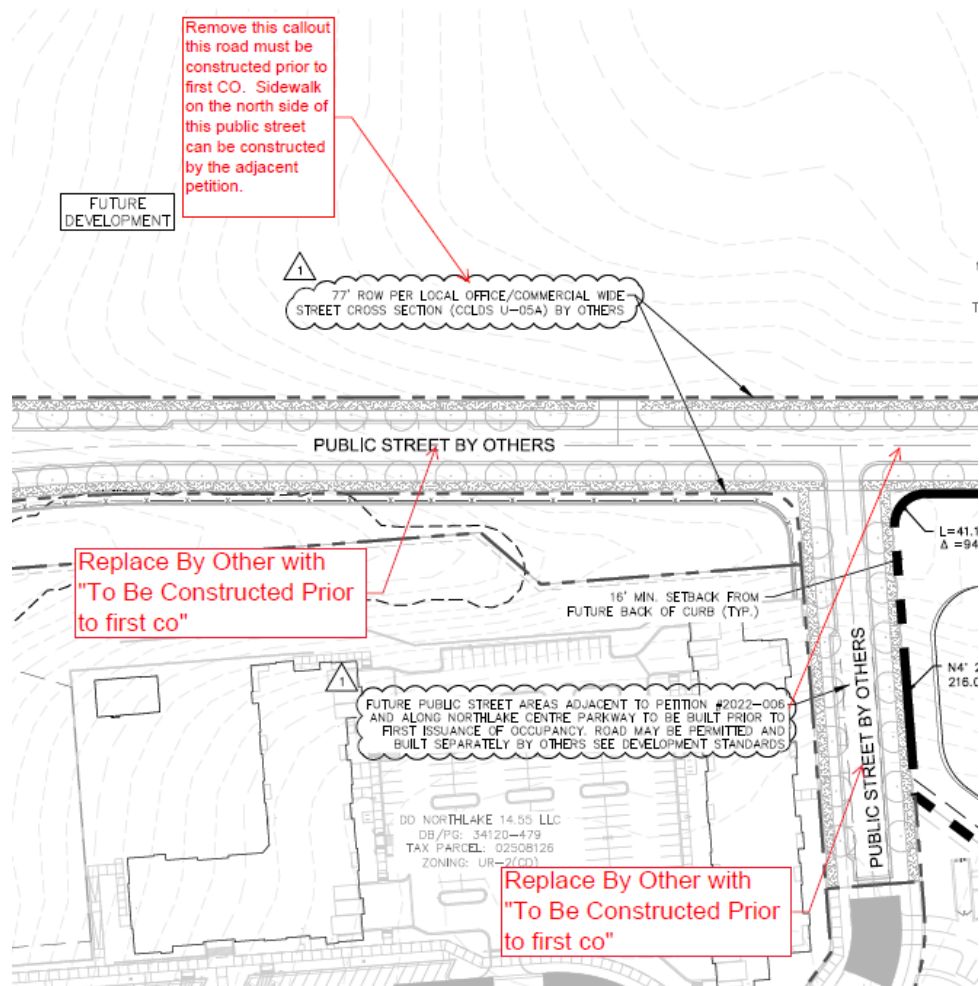 Remove this callout
this road must be
constructed prior to
first CO. Sidewalk
on the north side of
this public street
can be constructed
by the adjacent
petition.
FUTURE
DEVELOPMENT
1
77' ROW PER LOCAL OFFICE/COMMERCIAL WIDE
STREET CROSS SECTION (CCLDS U-05A) BY OTHERS
PUBLIC STREET BY OTHERS
L=41.1
Δ =94
Replace By Other with
"To Be Constructed Prior
to first co"
16' MIN. SETBACK FROM
FUTURE BACK OF CURB (TYP.)
PUBLIC STREET BY OTHERS
N4° 2
216.0
1
FUTURE PUBLIC STREET AREAS ADJACENT TO PETITION #2022-006
AND ALONG NORTHLAKE CENTRE PARKWAY TO BE BUILT PRIOR TO
FIRST ISSUANCE OF OCCUPANCY. ROAD MAY BE PERMITTED AND
BUILT SEPARATELY BY OTHERS SEE DEVELOPMENT STANDARDS
DD NORTHLAKE 14.55 LLC
DB/PG: 34120-479
TAX PARCEL: 02508126
ZONING: UR-2(CD)
Replace By Other with
"To Be Constructed Prior
to first co"